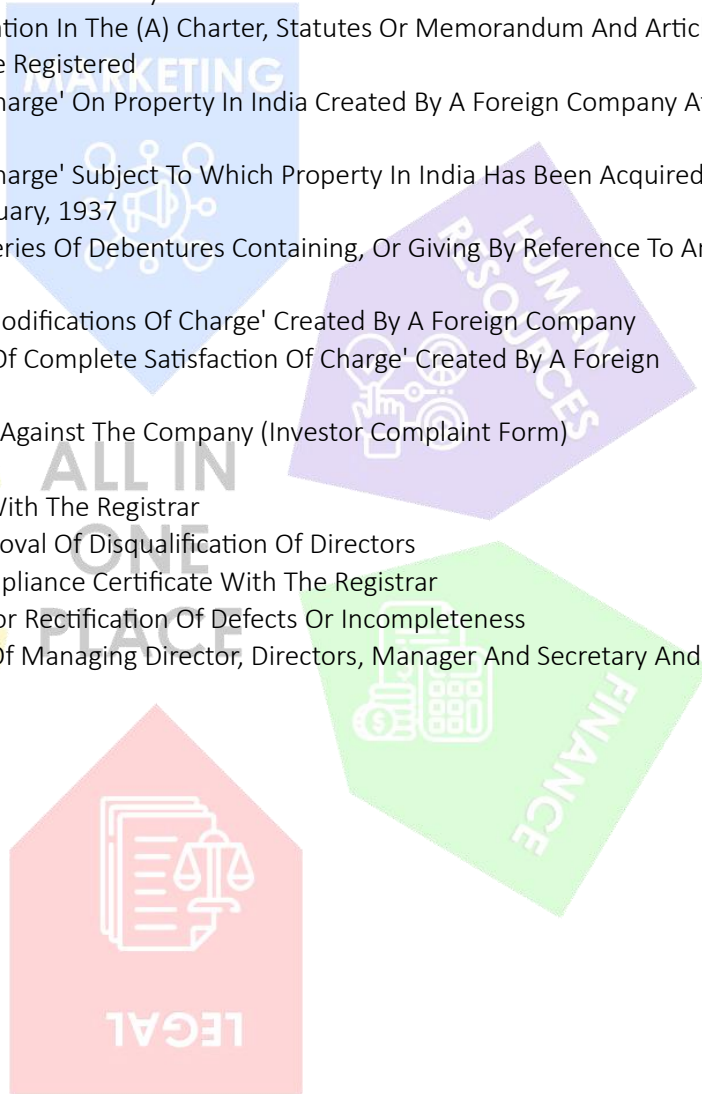 ation In The (A) Charter, Statutes Or Memorandum And Artic
e Registered
MARKETING
harge' On Property In India Created By A Foreign Company A
harge' Subject To Which Property In India Has Been Acquired
uary, 1937
eries Of Debentures Containing, Or Giving By Reference To A
HUMAN
RESOURCES
odifications Of Charge' Created By A Foreign Company
Of Complete Satisfaction Of Charge' Created By A Foreign
Against The Company (Investor Complaint Form)
ALL IN
With The Registrar
ONE
oval Of Disqualification Of Directors
pliance Certificate With The Registrar
or Rectification Of Defects Or Incompleteness
PLACE
Of Managing Director, Directors, Manager And Secretary And
FINANCE
LEGAL